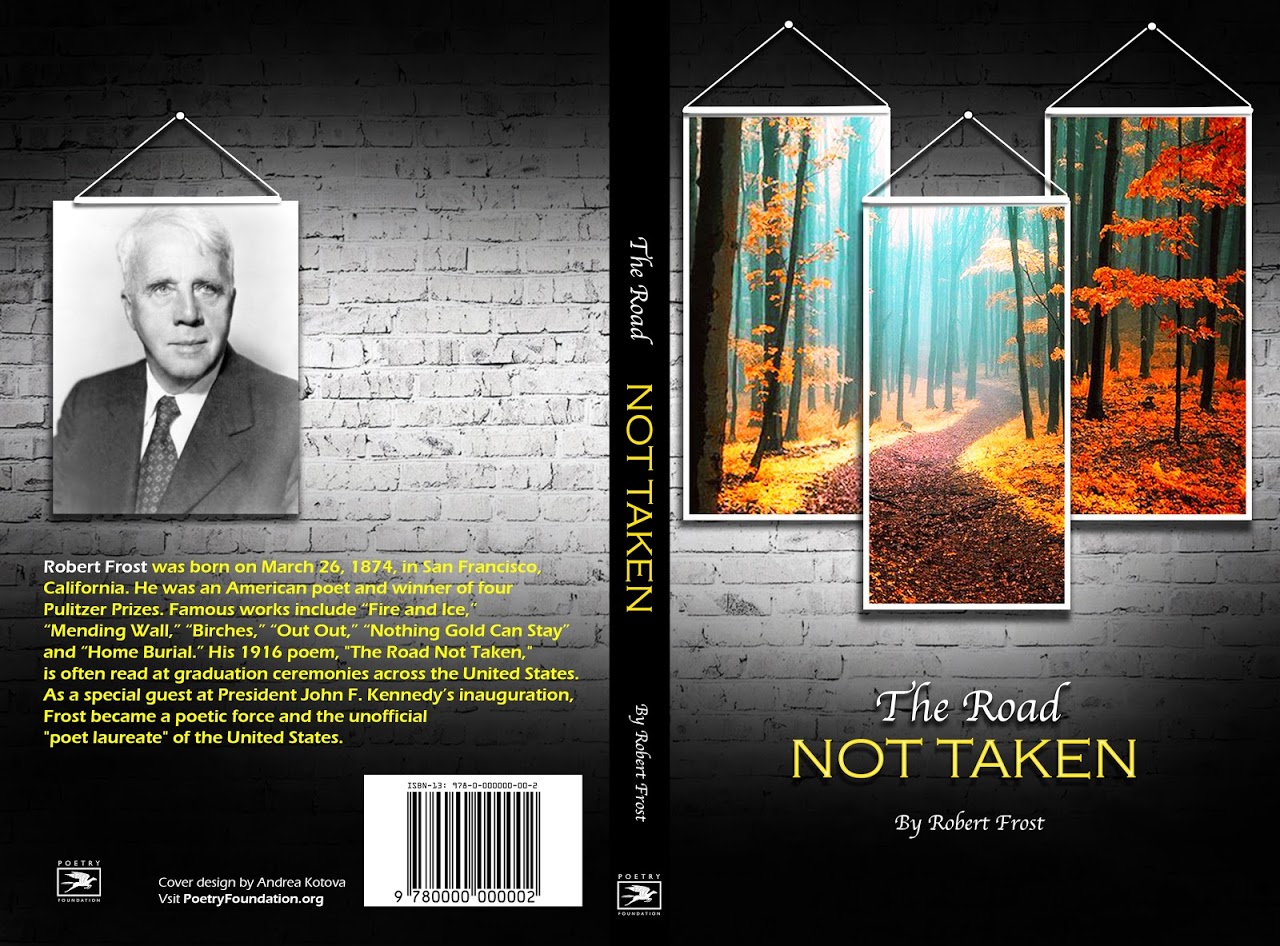 Robert Frost was born on March 26, 1874, in San Francisco,
California. He was an American poet and winner of four
Pulitzer Prizes. Famous works include “Fire and Ice,”
“Mending Wall,” “Birches,” “Out Out,” “Nothing Gold Can Stay”
and “Home Burial.” His 1916 poem, "The Road Not Taken,"
is often read at graduation ceremonies across the United States.
As a special guest at President John F. Kennedy’s inauguration,
Frost became a poetic force and the unofficial
"poet laureate" of the United States.
POETRY
FOUNDATION
Cover design by Andrea Kotova
Visit PoetryFoundation.org
ISBN-13: 978-0-000000-00-2
9 780000 000002
The Road
NOT TAKEN
By Robert Frost
POETRY
FOUNDATION
The Road
NOT TAKEN
By Robert Frost